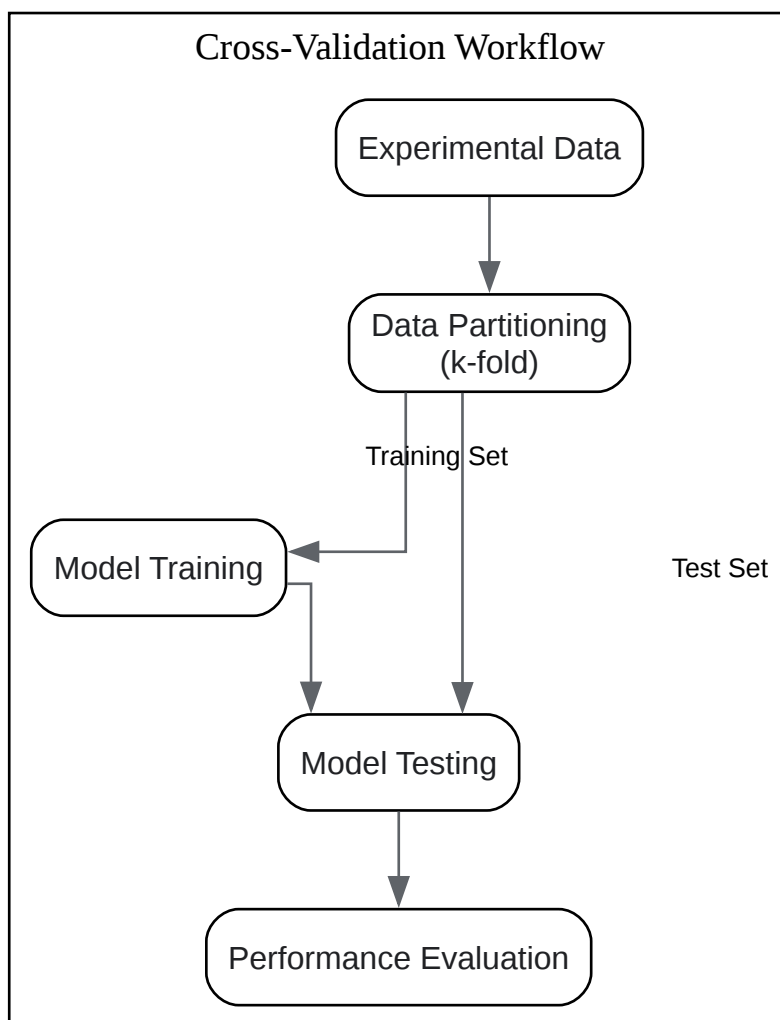 Cross-Validation Workflow
Experimental Data
Data Partitioning
(k-fold)
Training Set
Model Training
Test Set
Model Testing
Performance Evaluation